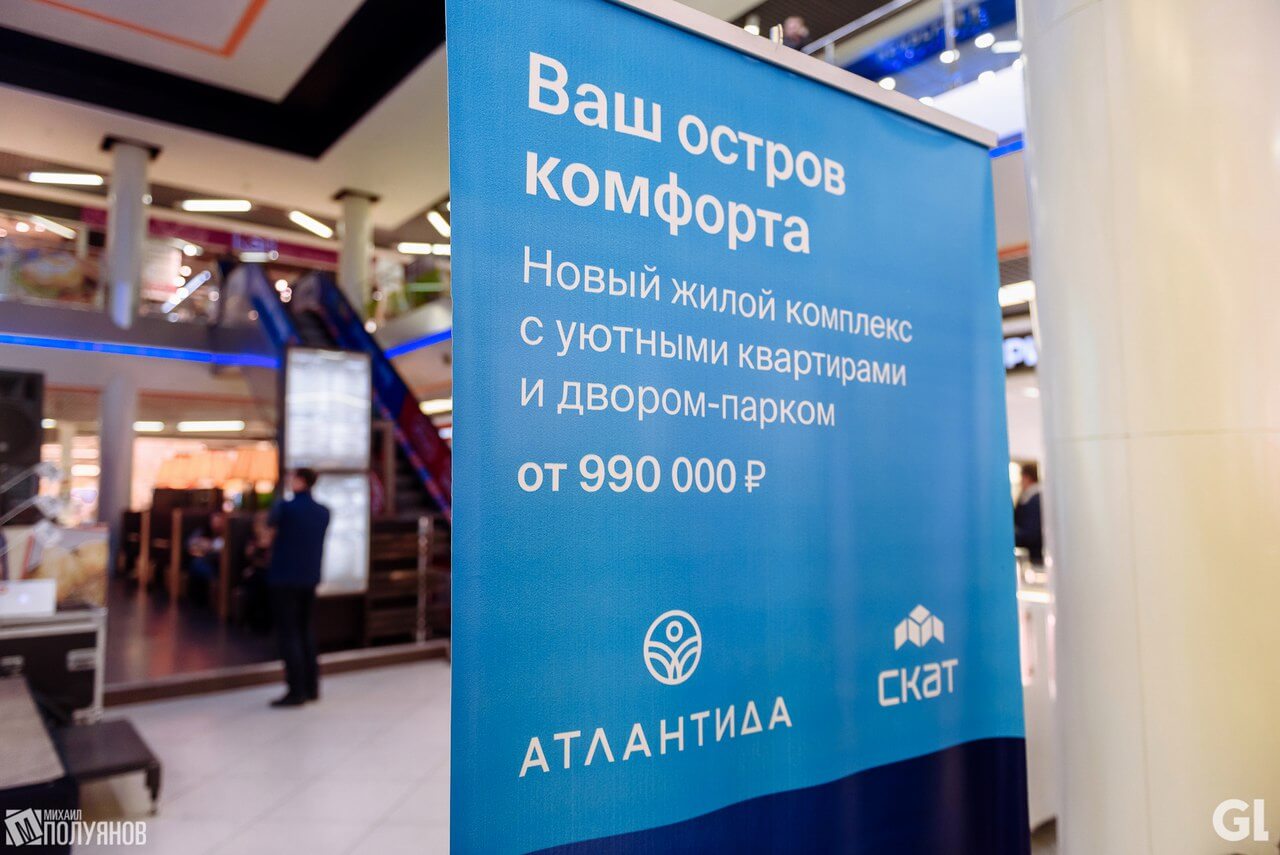 Ваш остров
комфорта
Новый жилой комплекс
с уютными квартирами
и двором-парком
от 990 000 ₽
АТЛАНТИДА
скат
МИХАИЛ
ПОЛУЯНОВ
GL